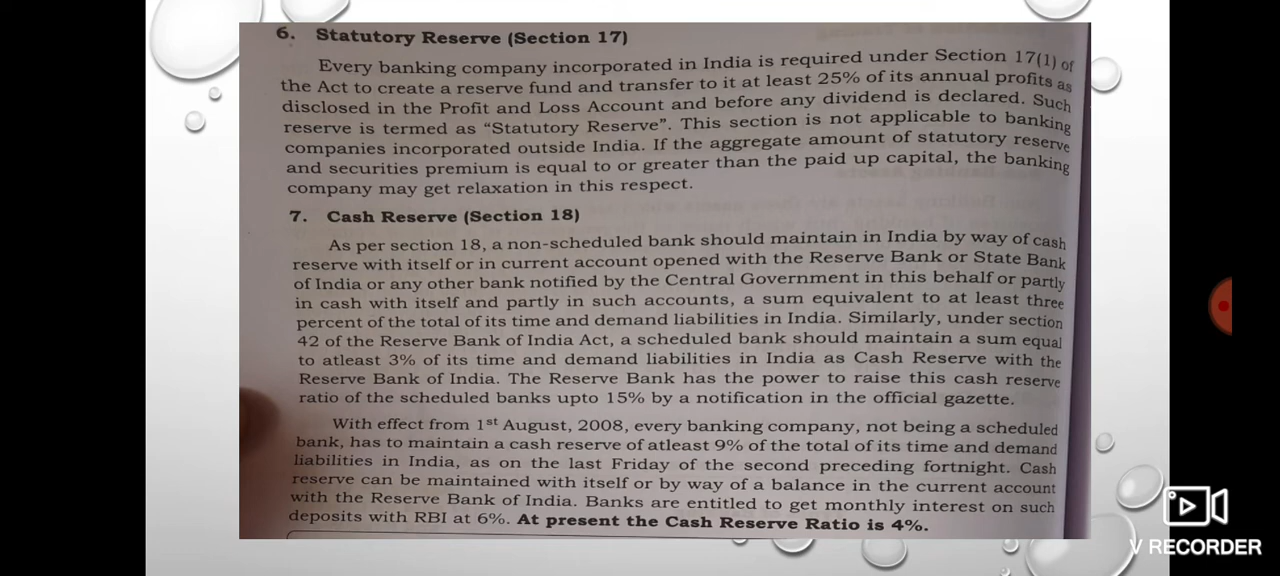 6. Statutory Reserve (Section 17)
Every banking company incorporated in India is required under Section 17(1) of
the Act to create a reserve fund and transfer to it at least 25% of its annual profits as
disclosed in the Profit and Loss Account and before any dividend is declared. Such
reserve is termed as “Statutory Reserve”. This section is not applicable to banking
companies incorporated outside India. If the aggregate amount of statutory reserve
and securities premium is equal to or greater than the paid up capital, the banking
company may get relaxation in this respect.
7. Cash Reserve (Section 18)
As per section 18, a non-scheduled bank should maintain in India by way of cash
reserve with itself or in current account opened with the Reserve Bank or State Bank
of India or any other bank notified by the Central Government in this behalf or partly
in cash with itself and partly in such accounts, a sum equivalent to at least three
percent of the total of its time and demand liabilities in India. Similarly, under section
42 of the Reserve Bank of India Act, a scheduled bank should maintain a sum equal
to atleast 3% of its time and demand liabilities in India as Cash Reserve with the
Reserve Bank of India. The Reserve Bank has the power to raise this cash reserve
ratio of the scheduled banks upto 15% by a notification in the official gazette.
With effect from 1st August, 2008, every banking company, not being a scheduled
bank, has to maintain a cash reserve of atleast 9% of the total of its time and demand
liabilities in India, as on the last Friday of the second preceding fortnight. Cash
reserve can be maintained with itself or by way of a balance in the current account
with the Reserve Bank of India. Banks are entitled to get monthly interest on such
deposits with RBI at 6%. At present the Cash Reserve Ratio is 4%.
V RECORDER